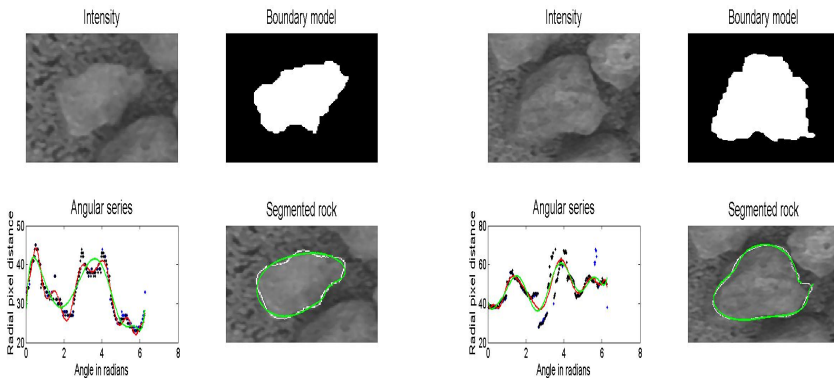 Intensity
Boundary model
Intensity
Boundary model
Angular series
Segmented rock
Angular series
Segmented rock
Radial pixel distance
50
40
30
20
0
2
4
6
8
Angle in radians
Radial pixel distance
80
60
40
20
0
2
4
6
8
Angle in radians